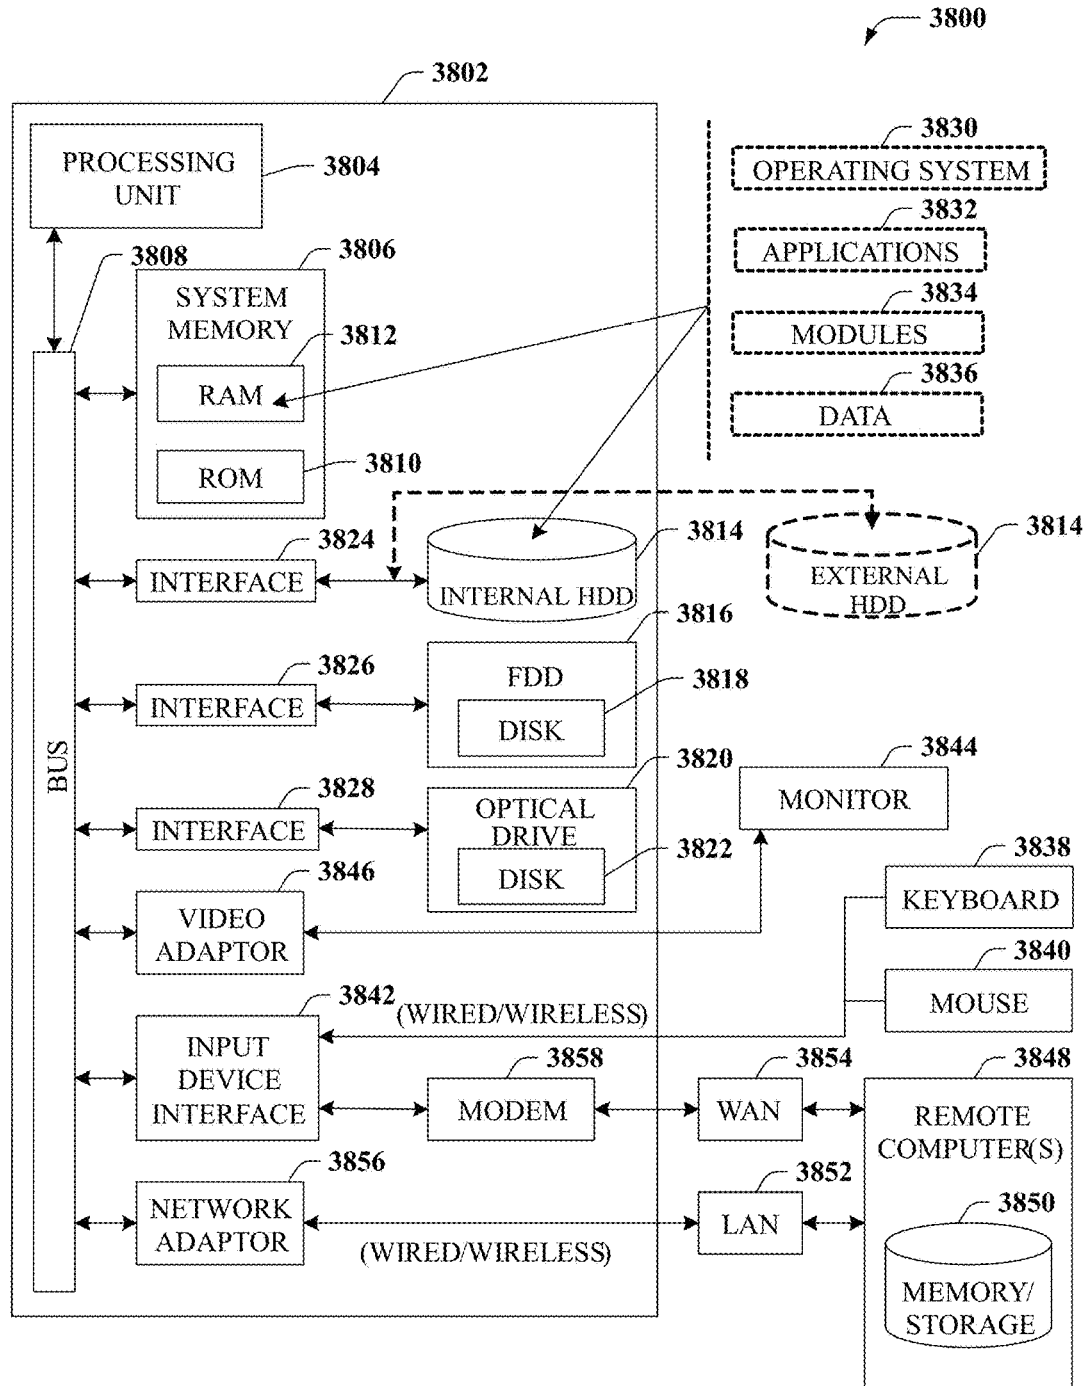 3800
3802
PROCESSING
UNIT
3804
3830
OPERATING SYSTEM
3832
APPLICATIONS
3834
MODULES
3836
DATA
3808
3806
SYSTEM
MEMORY
3812
RAM
3810
ROM
BUS
3824
INTERFACE
3814
INTERNAL HDD
3814
EXTERNAL
HDD
3826
INTERFACE
3816
FDD
3818
DISK
3828
INTERFACE
3820
OPTICAL
DRIVE
3822
DISK
3844
MONITOR
3846
VIDEO
ADAPTOR
3838
KEYBOARD
3840
MOUSE
3842
INPUT
DEVICE
INTERFACE
(WIRED/WIRELESS)
3858
MODEM
3854
WAN
3848
REMOTE
COMPUTER(S)
3856
NETWORK
ADAPTOR
(WIRED/WIRELESS)
3852
LAN
3850
MEMORY/
STORAGE